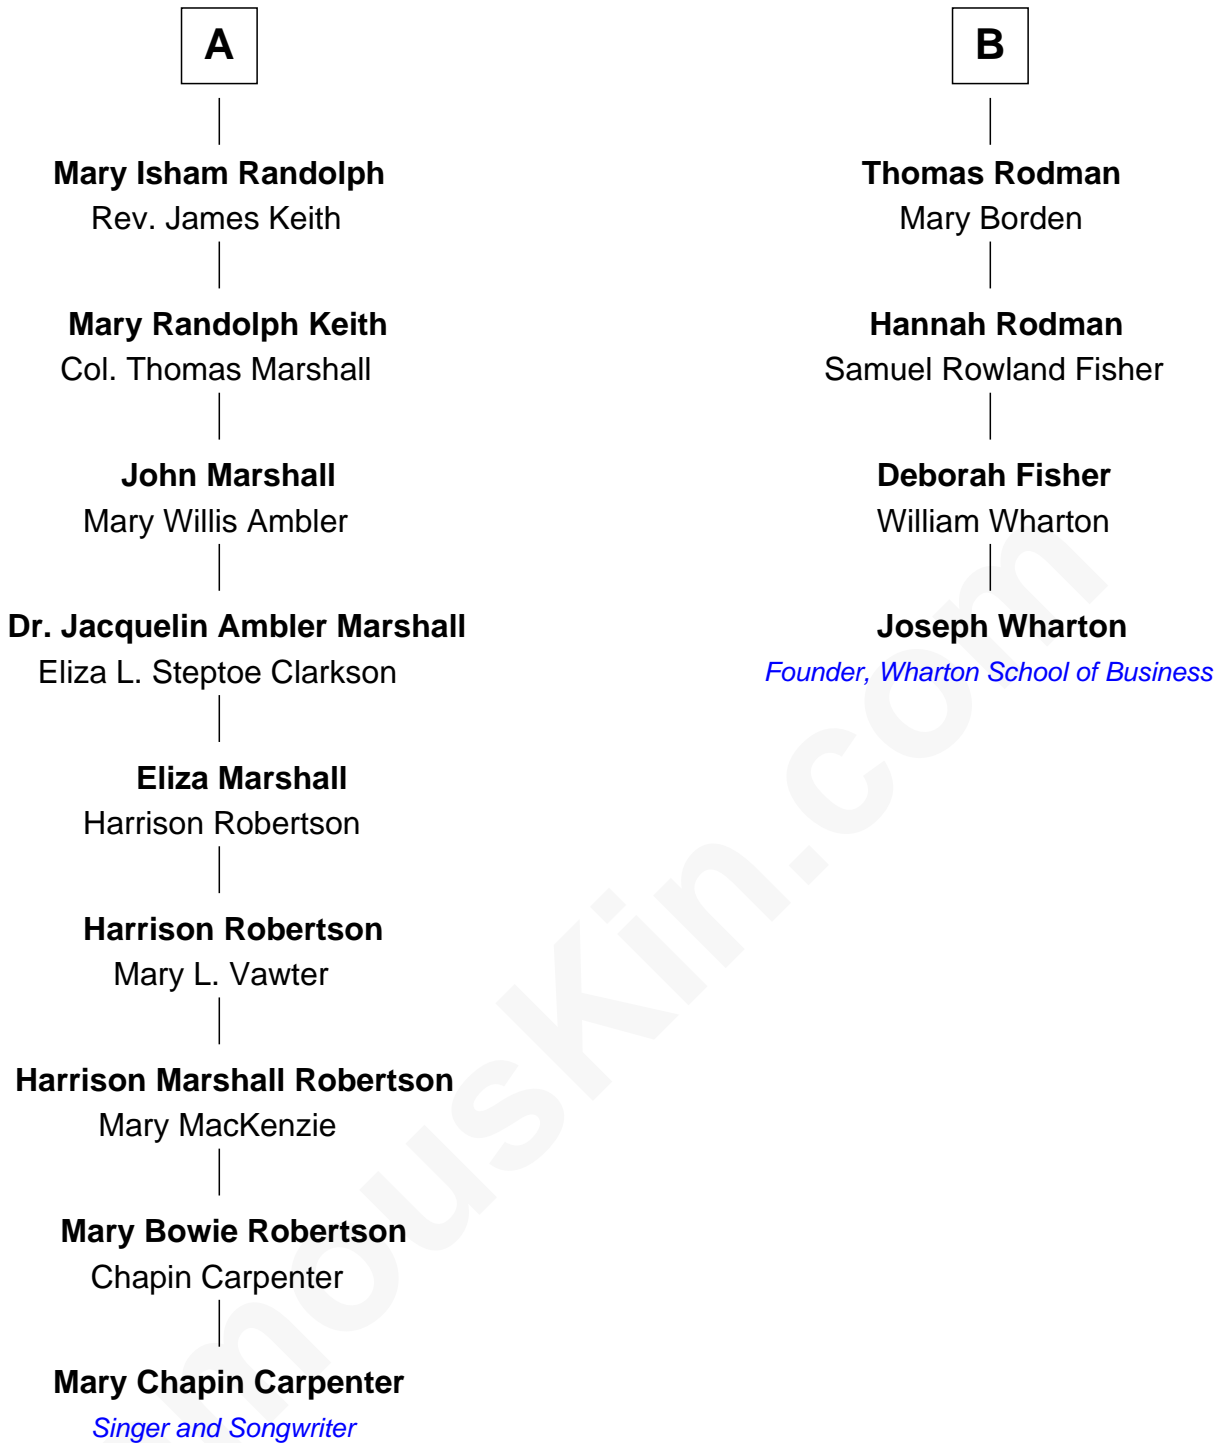 A
Mary Isham Randolph
Rev. James Keith
Mary Randolph Keith
Col. Thomas Marshall
John Marshall
Mary Willis Ambler
Dr. Jacquelin Ambler Marshall
Eliza L. Steptoe Clarkson
Eliza Marshall
Harrison Robertson
Harrison Robertson
Mary L. Vawter
Harrison Marshall Robertson
Mary MacKenzie
Mary Bowie Robertson
Chapin Carpenter
Mary Chapin Carpenter
Singer and Songwriter
B
Thomas Rodman
Mary Borden
Hannah Rodman
Samuel Rowland Fisher
Deborah Fisher
William Wharton
Joseph Wharton
Founder, Wharton School of Business
mousKin.com